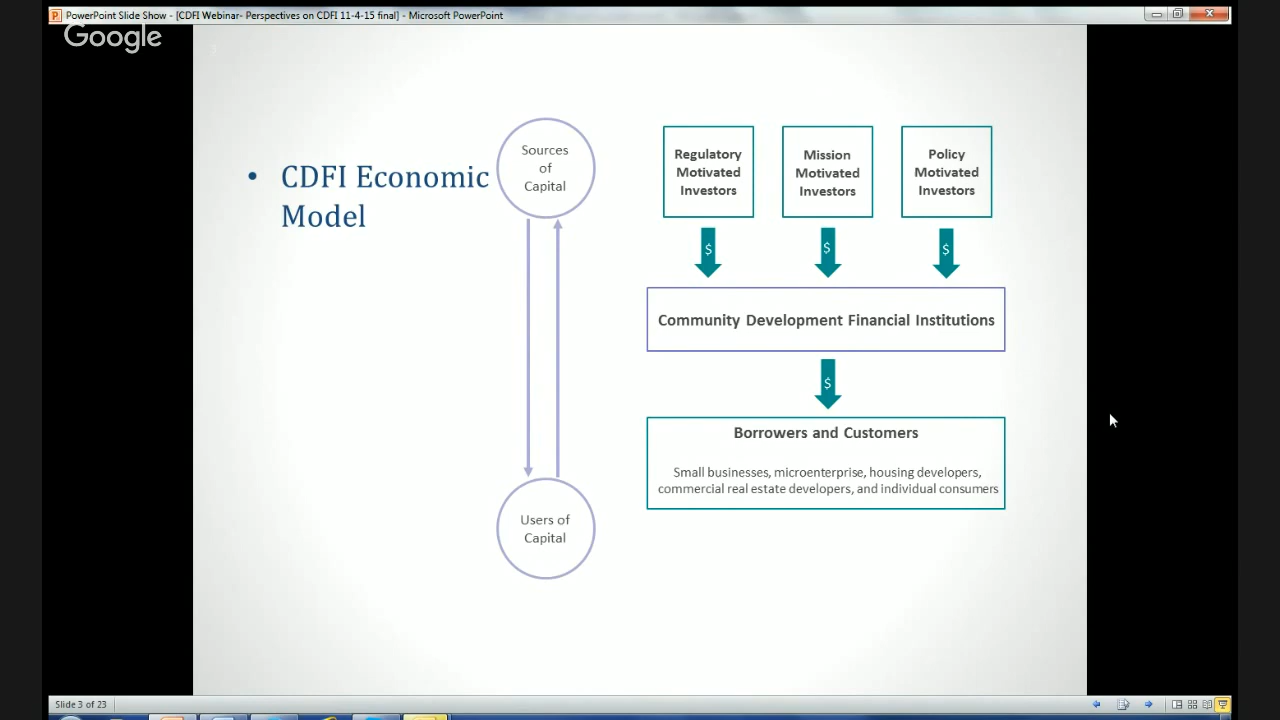 PowerPoint Slide Show - [CDFI Webinar- Perspectives on CDFI 11-4-15 final] - Microsoft PowerPoint
Google
3
• CDFI Economic
Model
Sources
of
Capital
Users of
Capital
Regulatory
Motivated
Investors
Mission
Motivated
Investors
Policy
Motivated
Investors
$
$
$
Community Development Financial Institutions
$
Borrowers and Customers
Small businesses, microenterprise, housing developers,
commercial real estate developers, and individual consumers
Slide 3 of 23